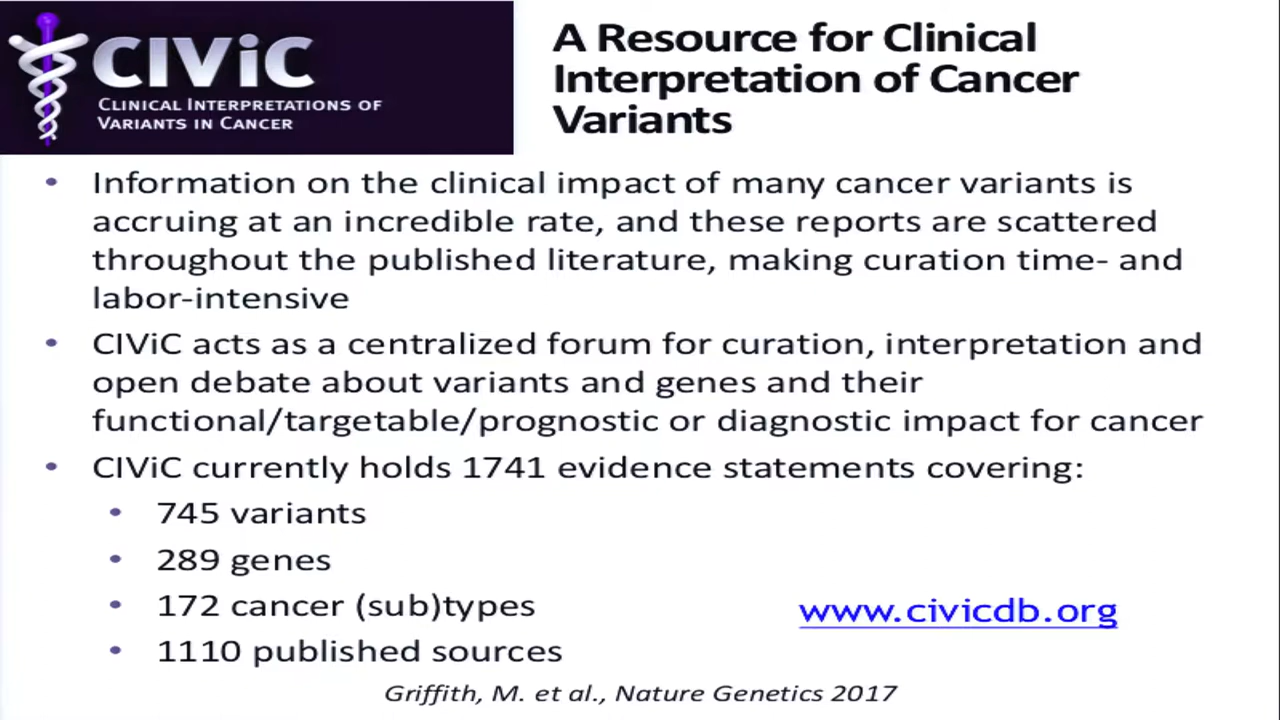 CIViC
CLINICAL INTERPRETATIONS OF
VARIANTS IN CANCER
A Resource for Clinical
Interpretation of Cancer
Variants
• Information on the clinical impact of many cancer variants is
accruing at an incredible rate, and these reports are scattered
throughout the published literature, making curation time- and
labor-intensive
• CIViC acts as a centralized forum for curation, interpretation and
open debate about variants and genes and their
functional/targetable/prognostic or diagnostic impact for cancer
• CIViC currently holds 1741 evidence statements covering:
• 745 variants
• 289 genes
• 172 cancer (sub)types
www.civicdb.org
• 1110 published sources
Griffith, M. et al., Nature Genetics 2017